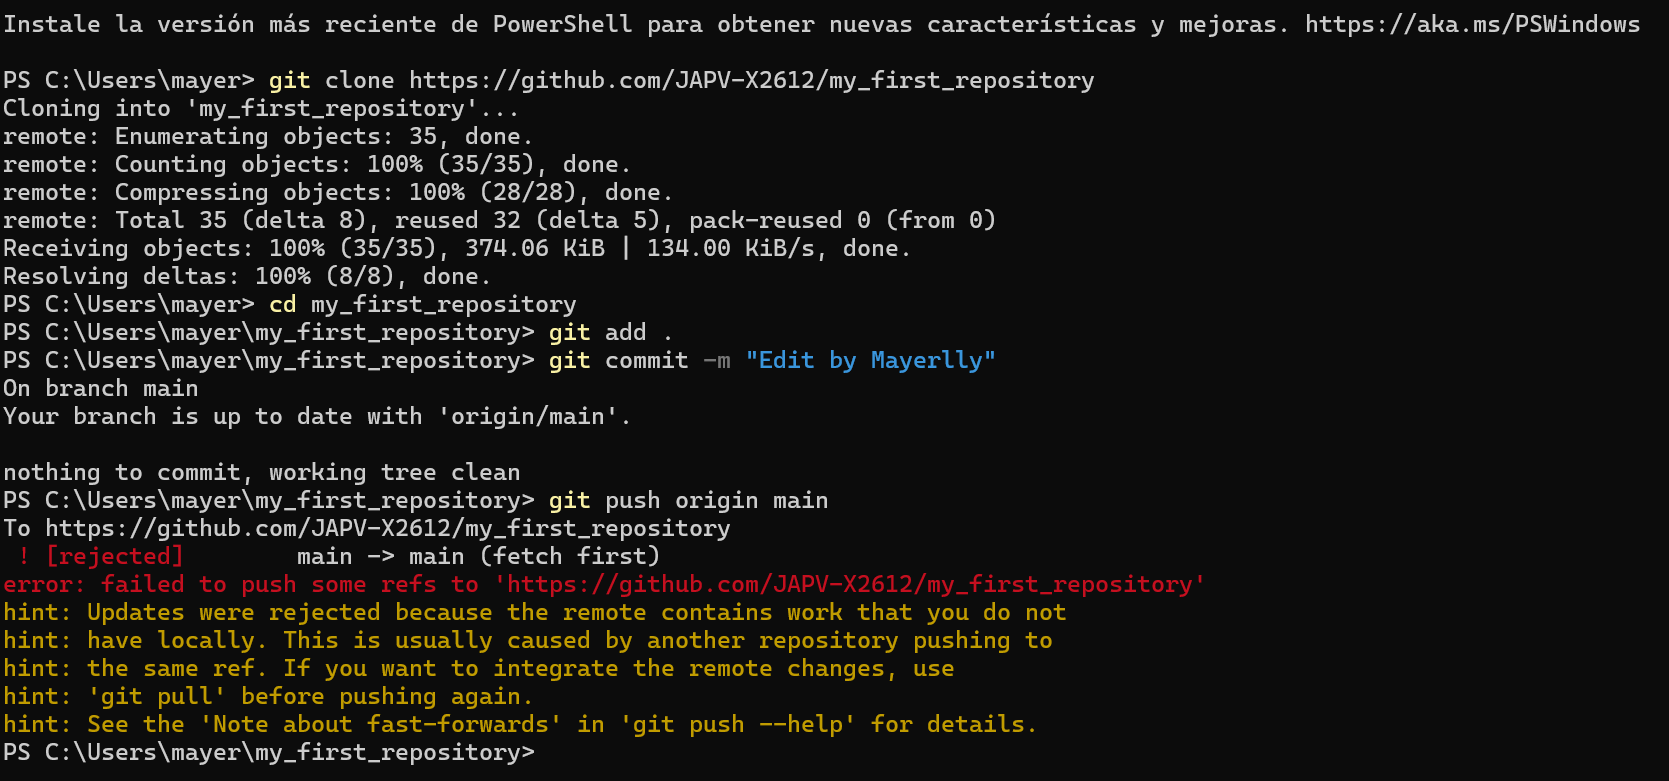 Instale la versión más reciente de PowerShell para obtener nuevas características y mejoras. https://aka.ms/PSWindows
PS C:\Users\mayer> git clone https://github.com/JAPV-X2612/my_first_repository
Cloning into 'my_first_repository'...
remote: Enumerating objects: 35, done.
remote: Counting objects: 100% (35/35), done.
remote: Compressing objects: 100% (28/28), done.
remote: Total 35 (delta 8), reused 32 (delta 5), pack-reused 0 (from 0)
Receiving objects: 100% (35/35), 374.06 KiB | 134.00 KiB/s, done.
Resolving deltas: 100% (8/8), done.
PS C:\Users\mayer> cd my_first_repository
PS C:\Users\mayer\my_first_repository> git add .
PS C:\Users\mayer\my_first_repository> git commit -m "Edit by Mayerlly"
On branch main
Your branch is up to date with 'origin/main'.
nothing to commit, working tree clean
PS C:\Users\mayer\my_first_repository> git push origin main
To https://github.com/JAPV-X2612/my_first_repository
 ! [rejected]        main -> main (fetch first)
error: failed to push some refs to 'https://github.com/JAPV-X2612/my_first_repository'
hint: Updates were rejected because the remote contains work that you do not
hint: have locally. This is usually caused by another repository pushing to
hint: the same ref. If you want to integrate the remote changes, use
hint: 'git pull' before pushing again.
hint: See the 'Note about fast-forwards' in 'git push --help' for details.
PS C:\Users\mayer\my_first_repository>